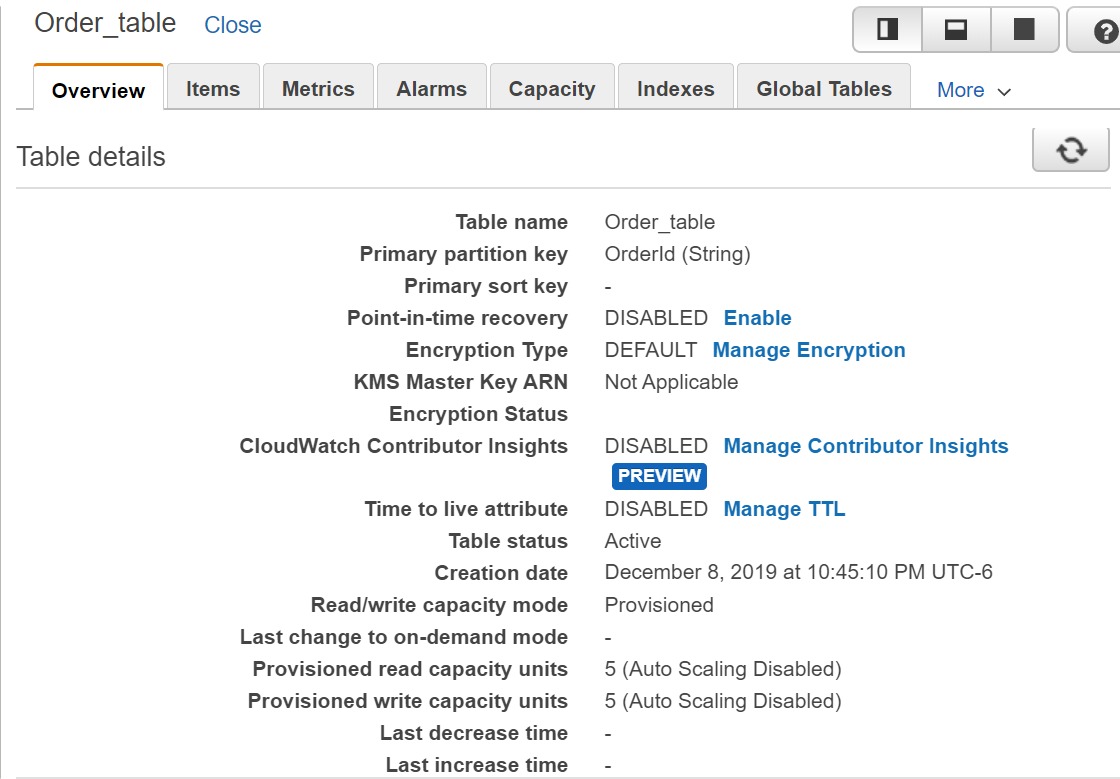 Order_table Close
Overview Items Metrics Alarms Capacity Indexes Global Tables More
Table details
Table name Order_table
Primary partition key OrderId (String)
Primary sort key -
Point-in-time recovery DISABLED Enable
Encryption Type DEFAULT Manage Encryption
KMS Master Key ARN Not Applicable
Encryption Status
CloudWatch Contributor Insights DISABLED Manage Contributor Insights
PREVIEW
Time to live attribute DISABLED Manage TTL
Table status Active
Creation date December 8, 2019 at 10:45:10 PM UTC-6
Read/write capacity mode Provisioned
Last change to on-demand mode -
Provisioned read capacity units 5 (Auto Scaling Disabled)
Provisioned write capacity units 5 (Auto Scaling Disabled)
Last decrease time -
Last increase time -